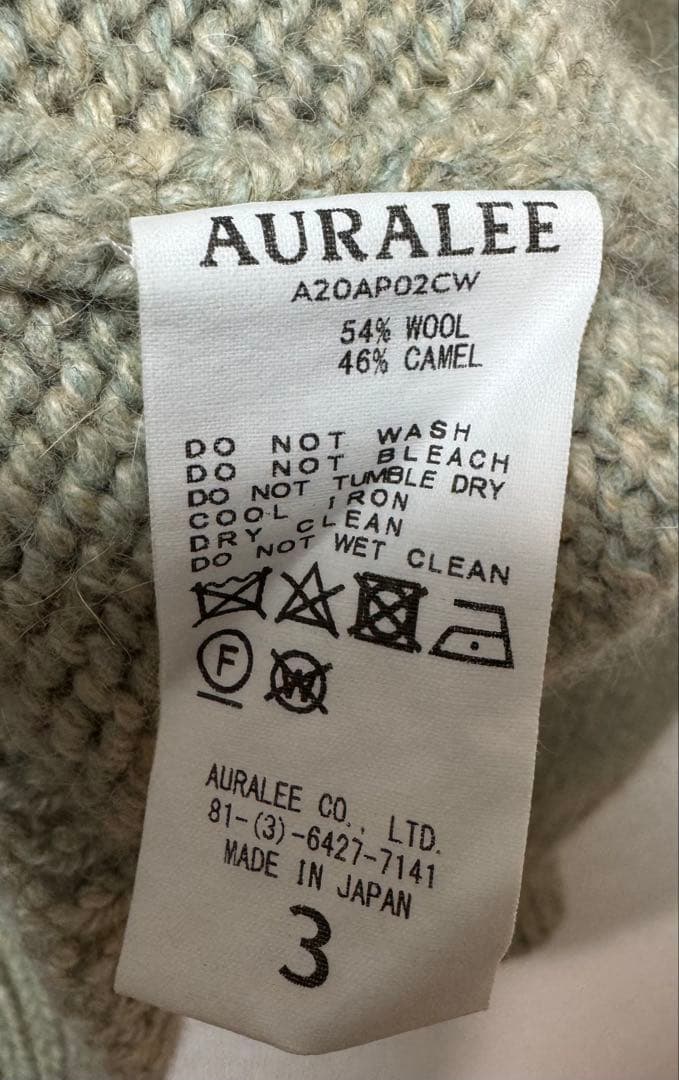 AURALEE
A20AP02CW
54% WOOL
46% CAMEL
DO NOT WASH
DO NOT BLEACH
DO NOT TUMBLE DRY
COOL IRON
DRY CLEAN
DO NOT WET CLEAN
F
W
AURALEE CO., LTD.
81-(3)-6427-7141
MADE IN JAPAN
3